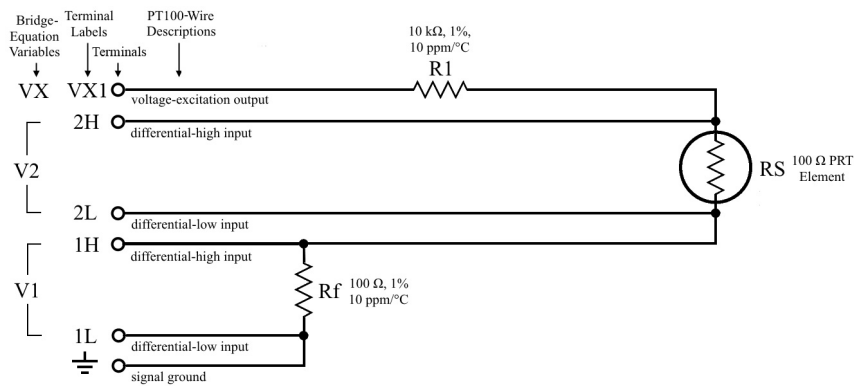 Bridge-
Equation
Variables
Terminal
Labels
Terminals
PT100-Wire
Descriptions
10 kΩ, 1%,
10 ppm/°C
R1
VX
VX1
voltage-excitation output
2H
differential-high input
V2
RS
100 Ω PRT
Element
2L
differential-low input
1H
differential-high input
V1
Rf
100 Ω, 1%
10 ppm/°C
1L
differential-low input
signal ground